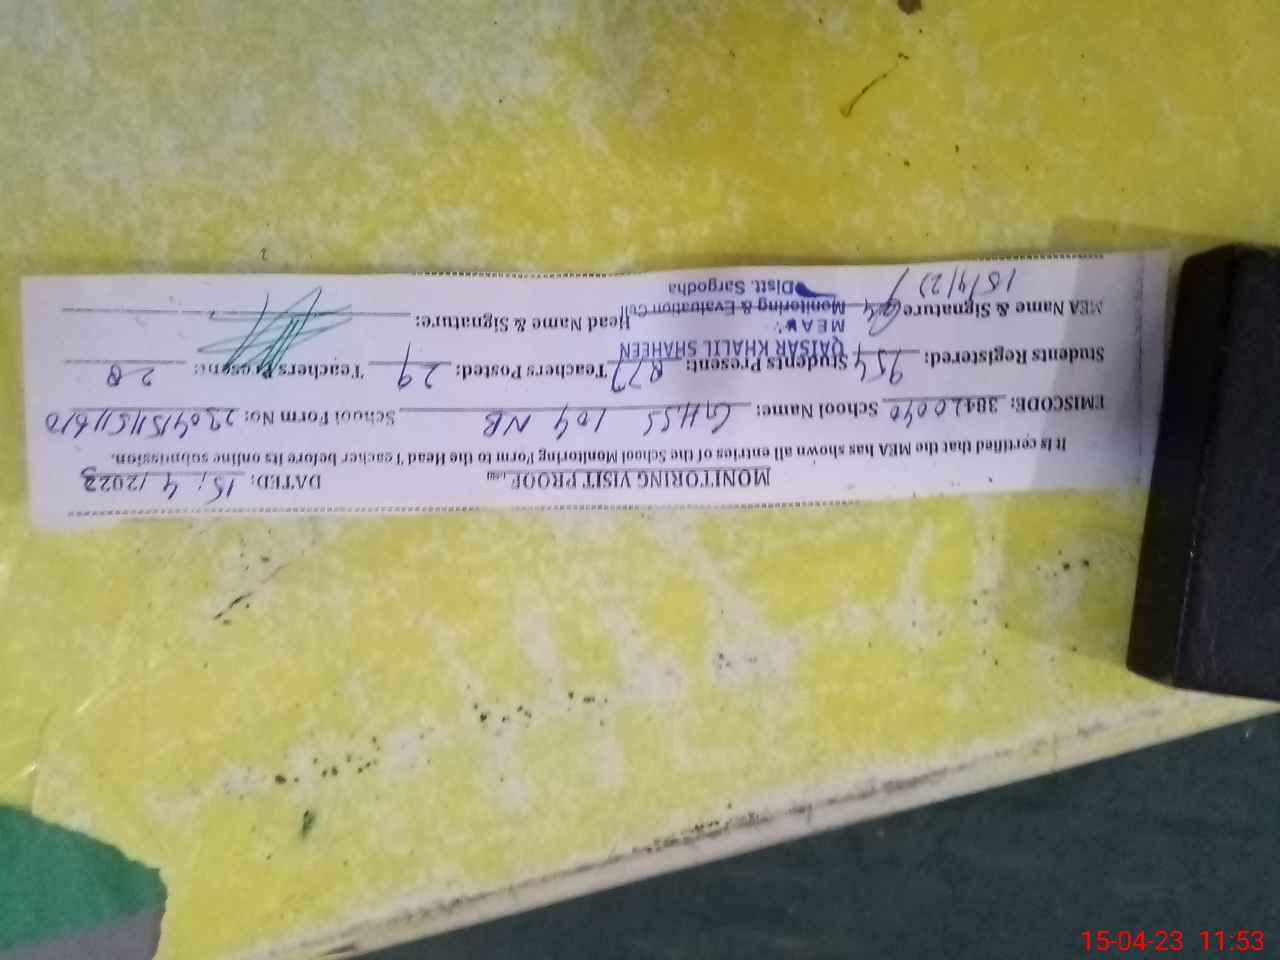 MONITORING VISIT PROOF DATED: 15/4/2023
It is certified that the MEA has shown all entries of the School Monitoring Form to the Head Teacher before its online submission.
EMISCODE: 38420040 School Name: GHSS 104 NB School Form No:
Students Registered: 954 Students Present: 877 Teachers Posted: 29 Teachers Present: 28
QAISAR KHALIL SHAHEEN
MEA
MEA Name & Signature Monitoring & Evaluation Cell Head Name & Signature:
Distt. Sargodha
15/4/23
15-04-23 11:53